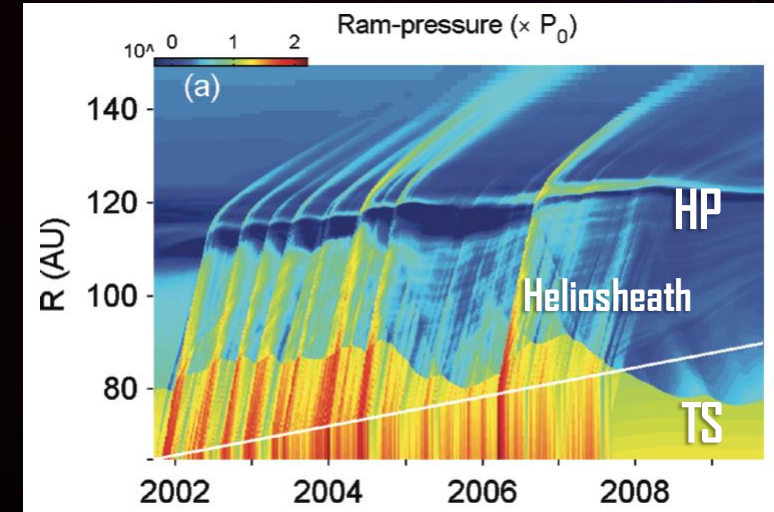 Ram-pressure (× P₀)
10^ 0 1 2
(a)
140
120
100
80
R (AU)
HP
Heliosheath
TS
2002 2004 2006 2008